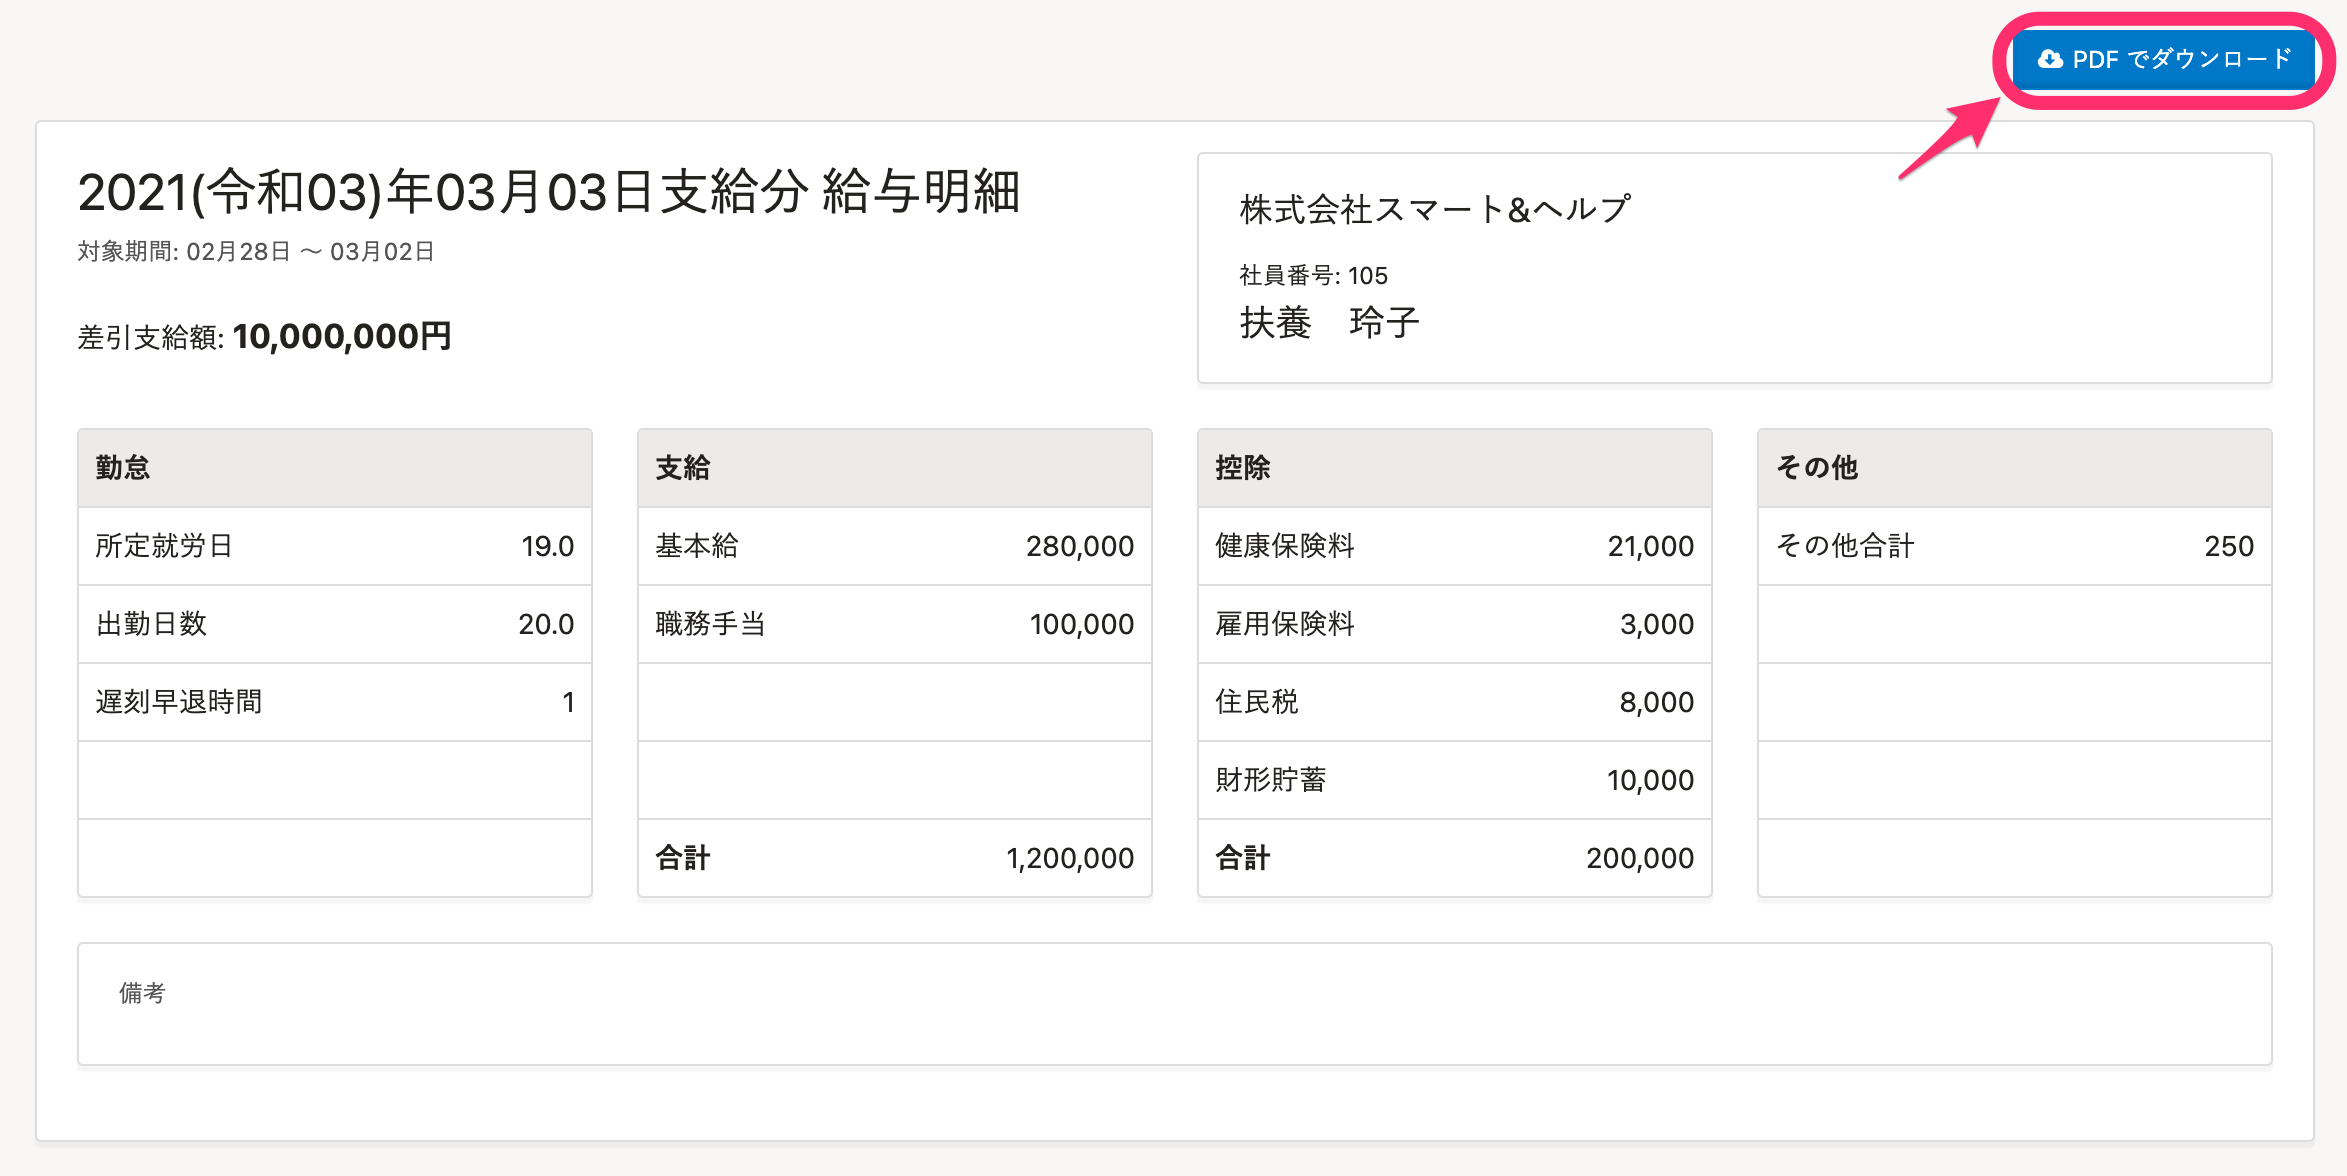 PDF でダウンロード
2021(令和03)年03月03日支給分 給与明細
対象期間: 02月28日 〜 03月02日
差引支給額: 10,000,000円
株式会社スマート&ヘルプ
社員番号: 105
扶養　玲子
勤怠
所定就労日 19.0
出勤日数 20.0
遅刻早退時間 1
支給
基本給 280,000
職務手当 100,000
合計 1,200,000
控除
健康保険料 21,000
雇用保険料 3,000
住民税 8,000
財形貯蓄 10,000
合計 200,000
その他
その他合計 250
備考